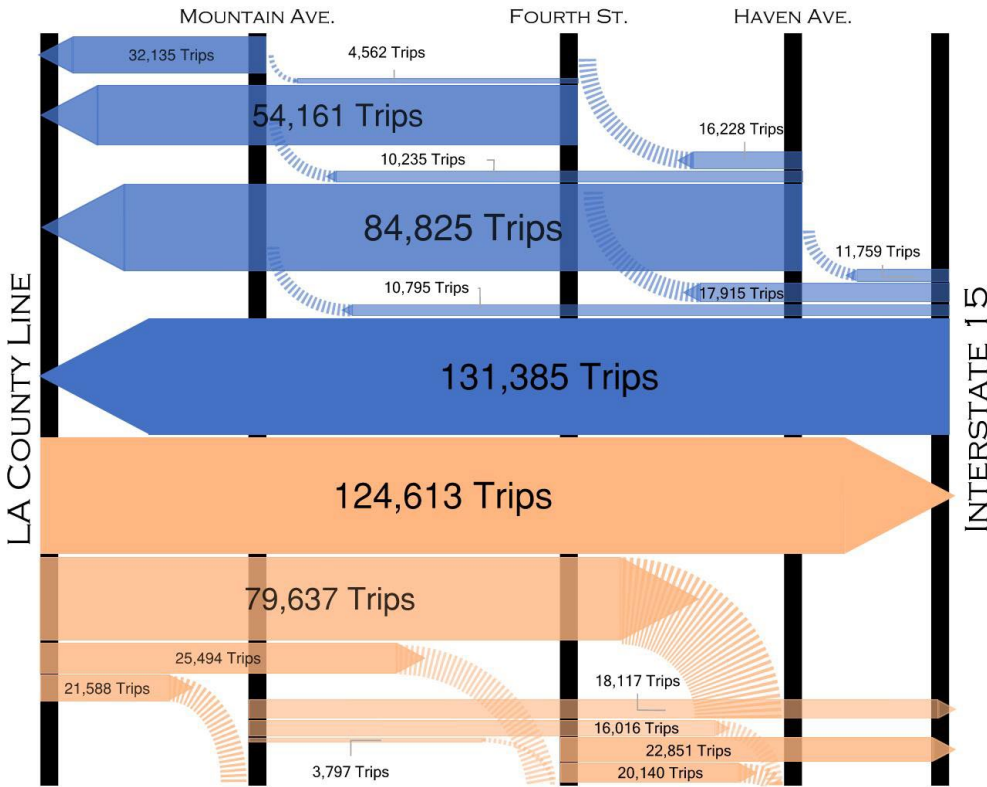 MOUNTAIN AVE.
FOURTH ST.
HAVEN AVE.
32,135 Trips
4,562 Trips
54,161 Trips
16,228 Trips
10,235 Trips
84,825 Trips
11,759 Trips
10,795 Trips
17,915 Trips
LA COUNTY LINE
INTERSTATE 15
131,385 Trips
124,613 Trips
79,637 Trips
25,494 Trips
21,588 Trips
18,117 Trips
16,016 Trips
22,851 Trips
3,797 Trips
20,140 Trips